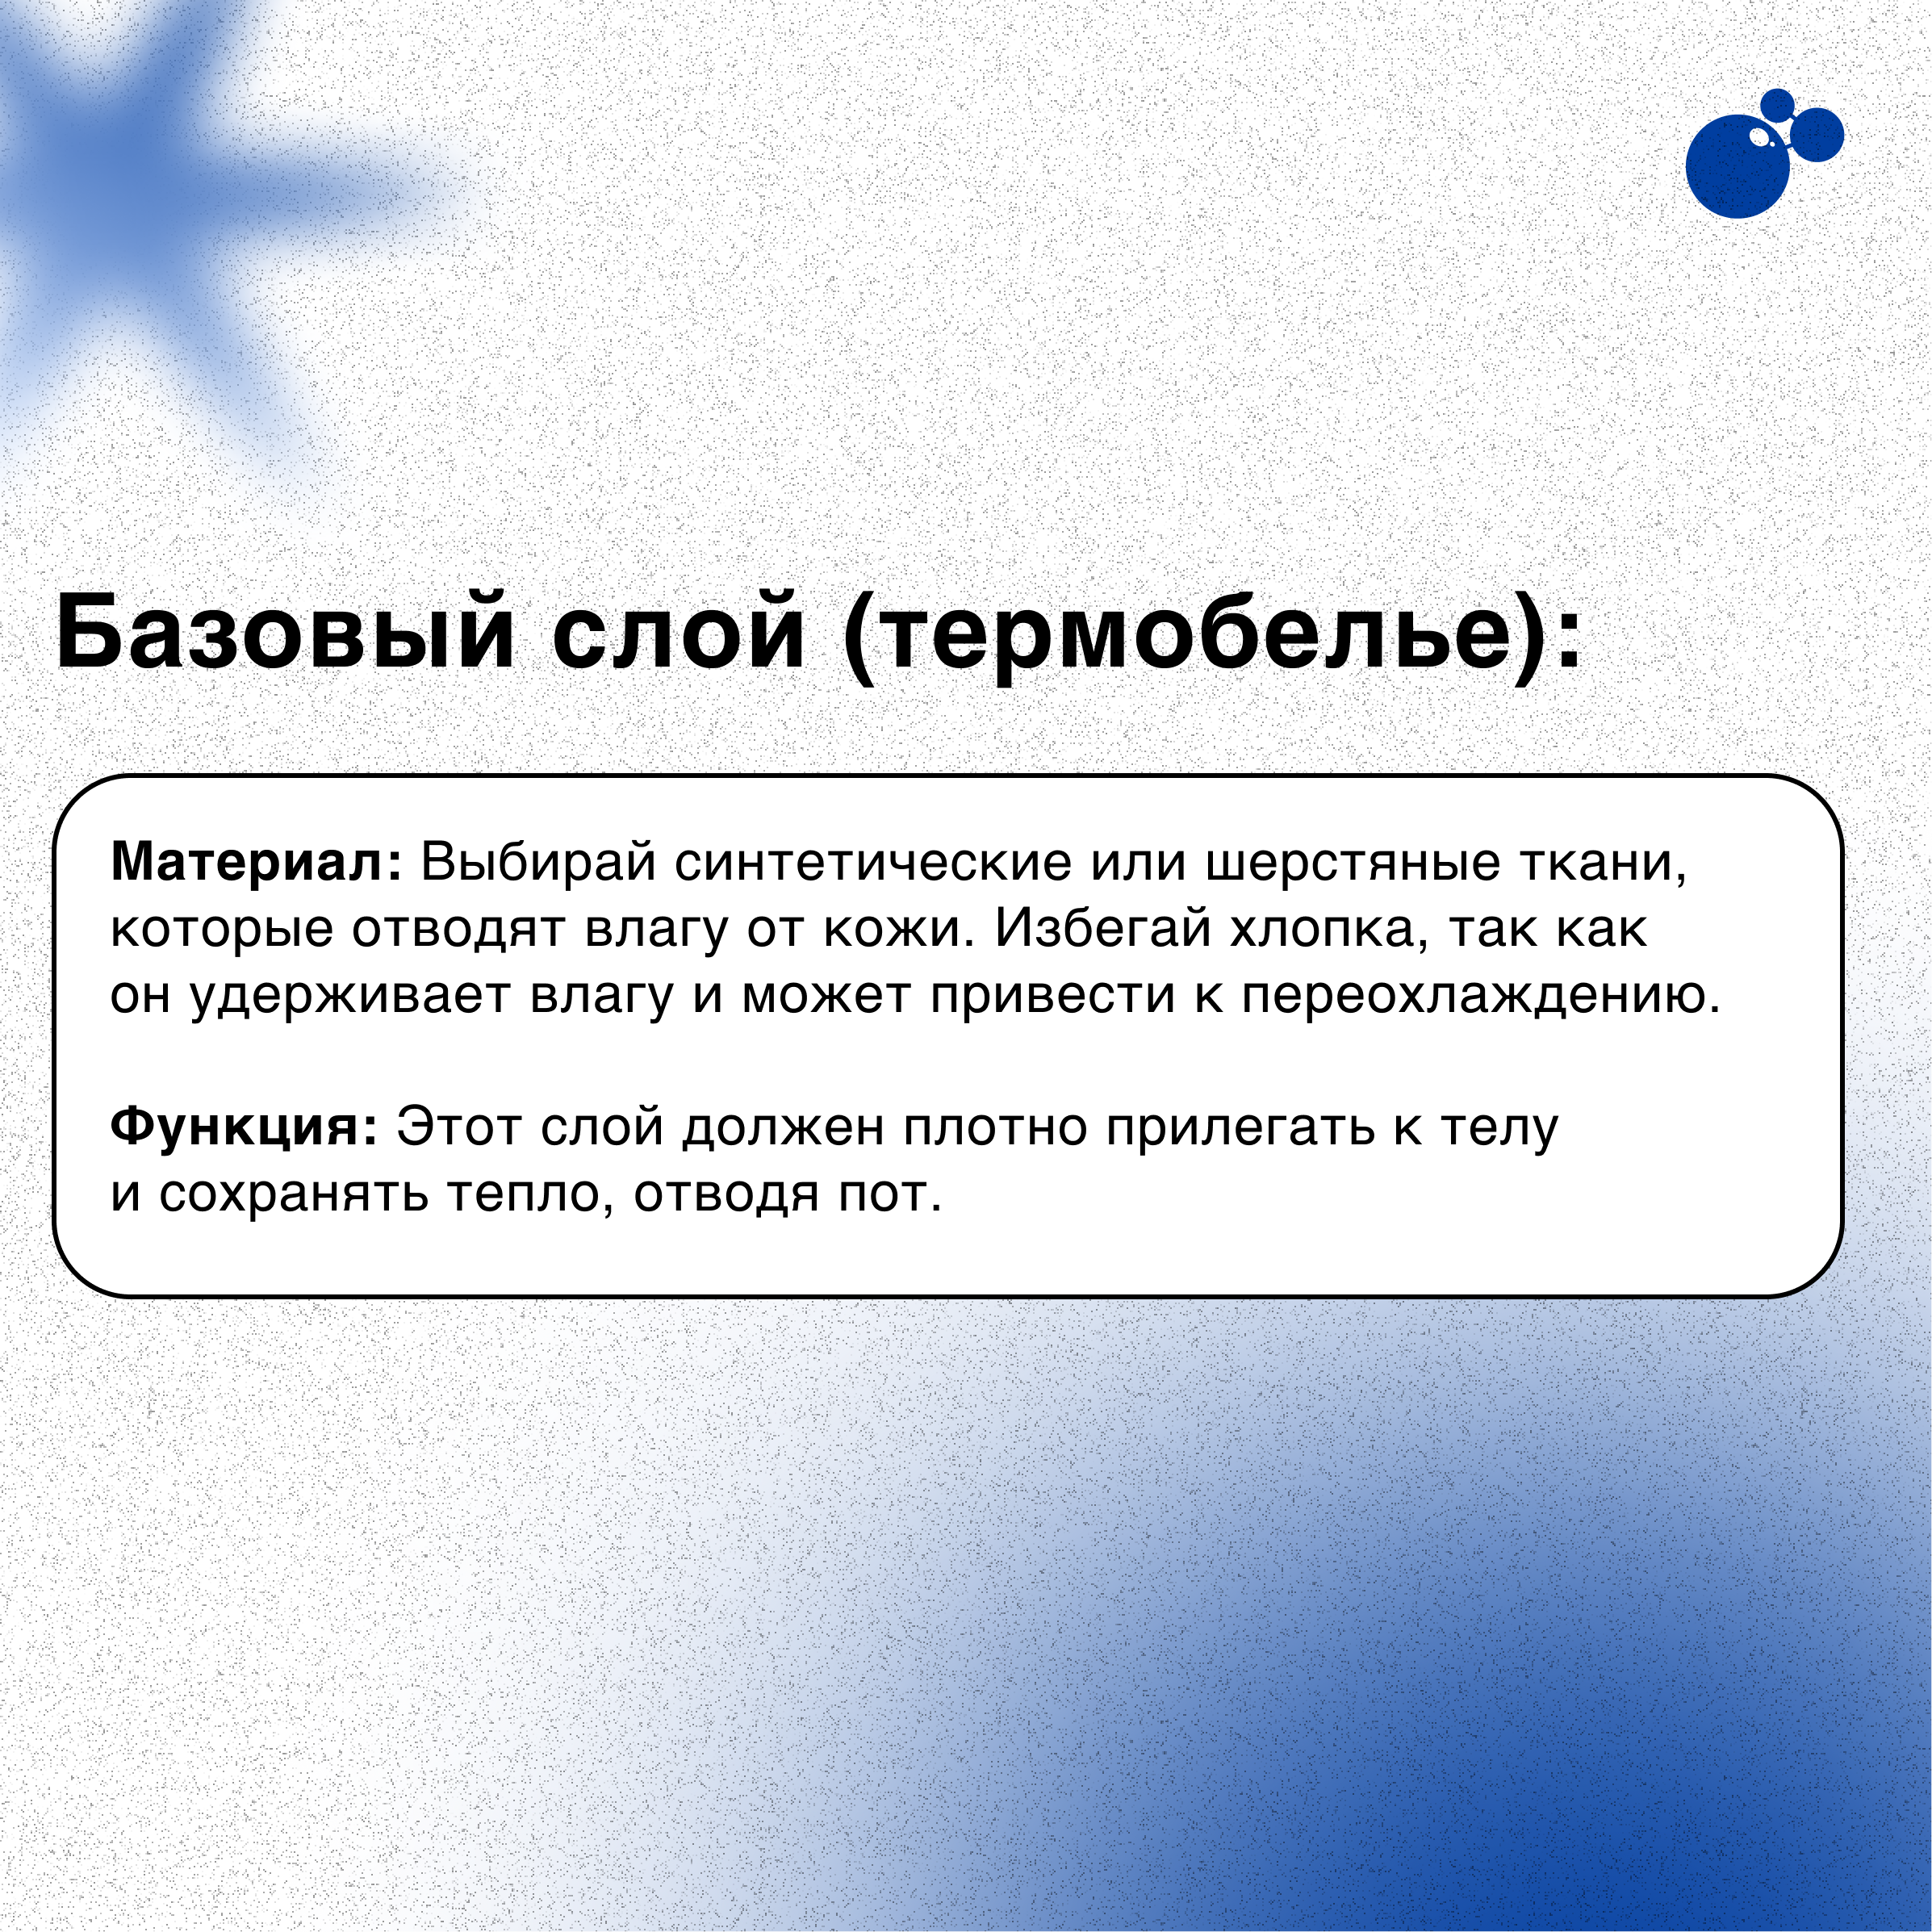 Базовый слой (термобелье):
Материал: Выбирай синтетические или шерстяные ткани,
которые отводят влагу от кожи. Избегай хлопка, так как
он удерживает влагу и может привести к переохлаждению.
Функция: Этот слой должен плотно прилегать к телу
и сохранять тепло, отводя пот.